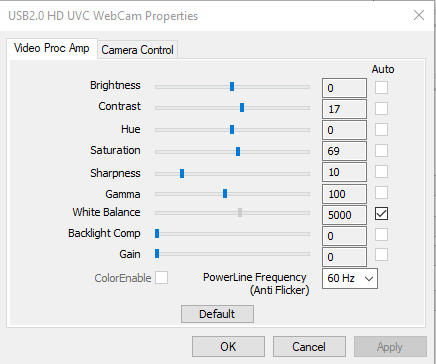 USB2.0 HD UVC WebCam Properties
Video Proc Amp Camera Control
Auto
Brightness 0
Contrast 17
Hue 0
Saturation 69
Sharpness 10
Gamma 100
White Balance 5000
Backlight Comp 0
Gain 0
ColorEnable PowerLine Frequency 60 Hz
(Anti Flicker)
Default
OK Cancel Apply